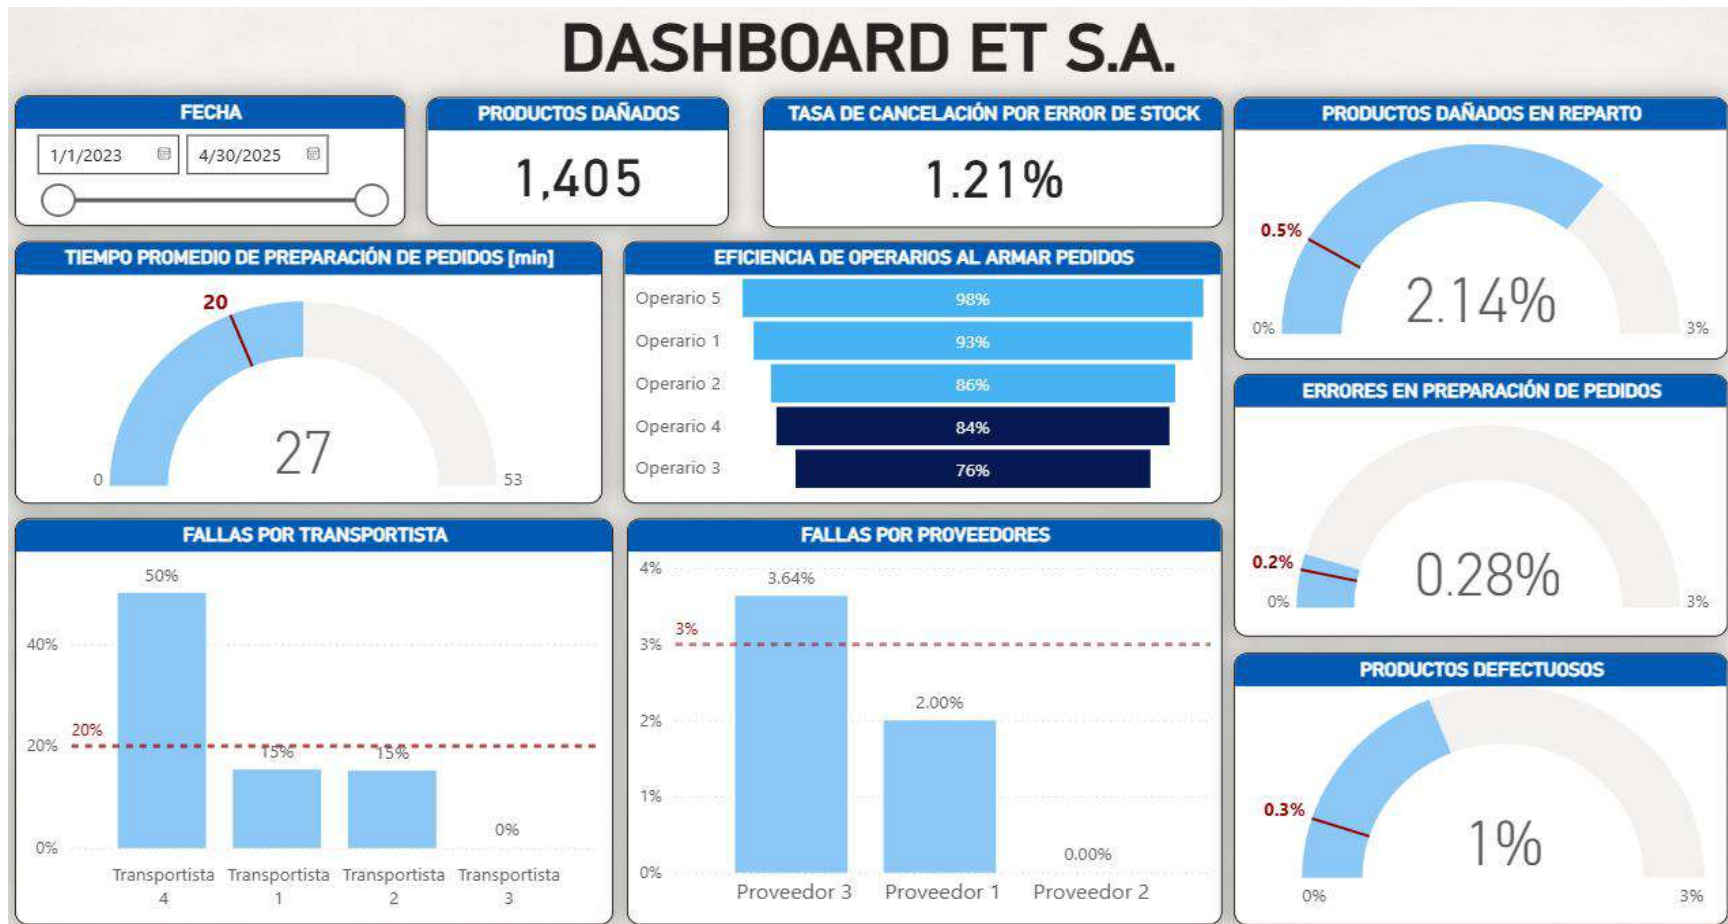 DASHBOARD ET S.A.
FECHA
1/1/2023
4/30/2025
PRODUCTOS DAÑADOS
1,405
TASA DE CANCELACIÓN POR ERROR DE STOCK
1.21%
PRODUCTOS DAÑADOS EN REPARTO
0.5%
2.14%
0%
3%
TIEMPO PROMEDIO DE PREPARACIÓN DE PEDIDOS [min]
20
27
0
53
EFICIENCIA DE OPERARIOS AL ARMAR PEDIDOS
Operario 5 98%
Operario 1 93%
Operario 2 86%
Operario 4 84%
Operario 3 76%
ERRORES EN PREPARACIÓN DE PEDIDOS
0.2%
0.28%
0%
3%
FALLAS POR TRANSPORTISTA
50%
40%
20%
20%
15%
15%
0%
0%
Transportista
4
Transportista
1
Transportista
2
Transportista
3
FALLAS POR PROVEEDORES
4%
3.64%
3%
3%
2.00%
2%
1%
0.00%
0%
Proveedor 3
Proveedor 1
Proveedor 2
PRODUCTOS DEFECTUOSOS
0.3%
1%
0%
3%